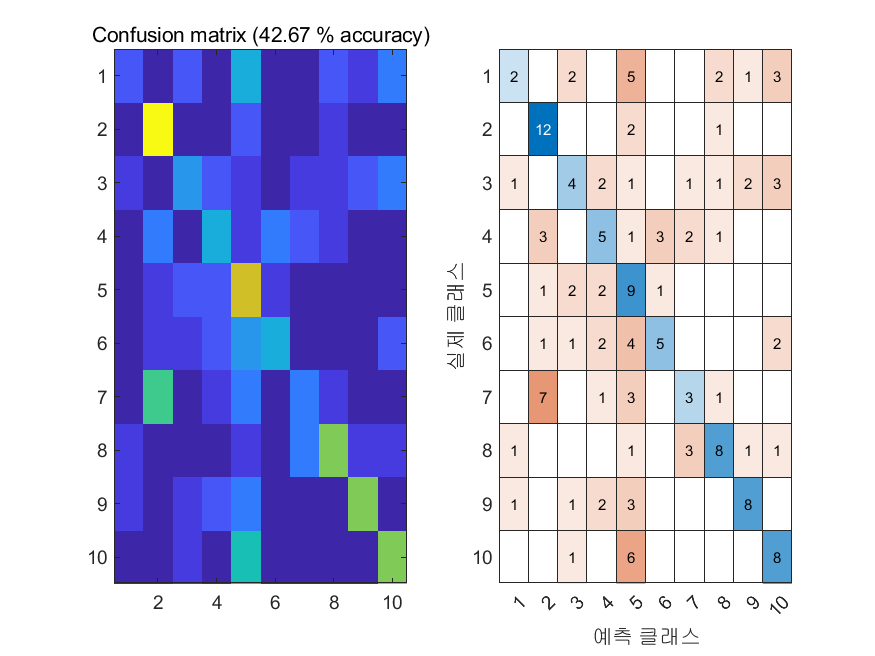 Confusion matrix (42.67 % accuracy)
1
2
3
4
5
6
7
8
9
10
2 4 6 8 10
실제 클래스
1 2 2 5 2 1 3
2 12 2 1
3 1 4 2 1 1 1 2 3
4 3 5 1 3 2 1
5 1 2 2 9 1
6 1 1 2 4 5 2
7 7 1 3 3 1
8 1 1 3 8 1 1
9 1 1 2 3 8
10 1 6 8
1 2 3 4 5 6 7 8 9 10
예측 클래스